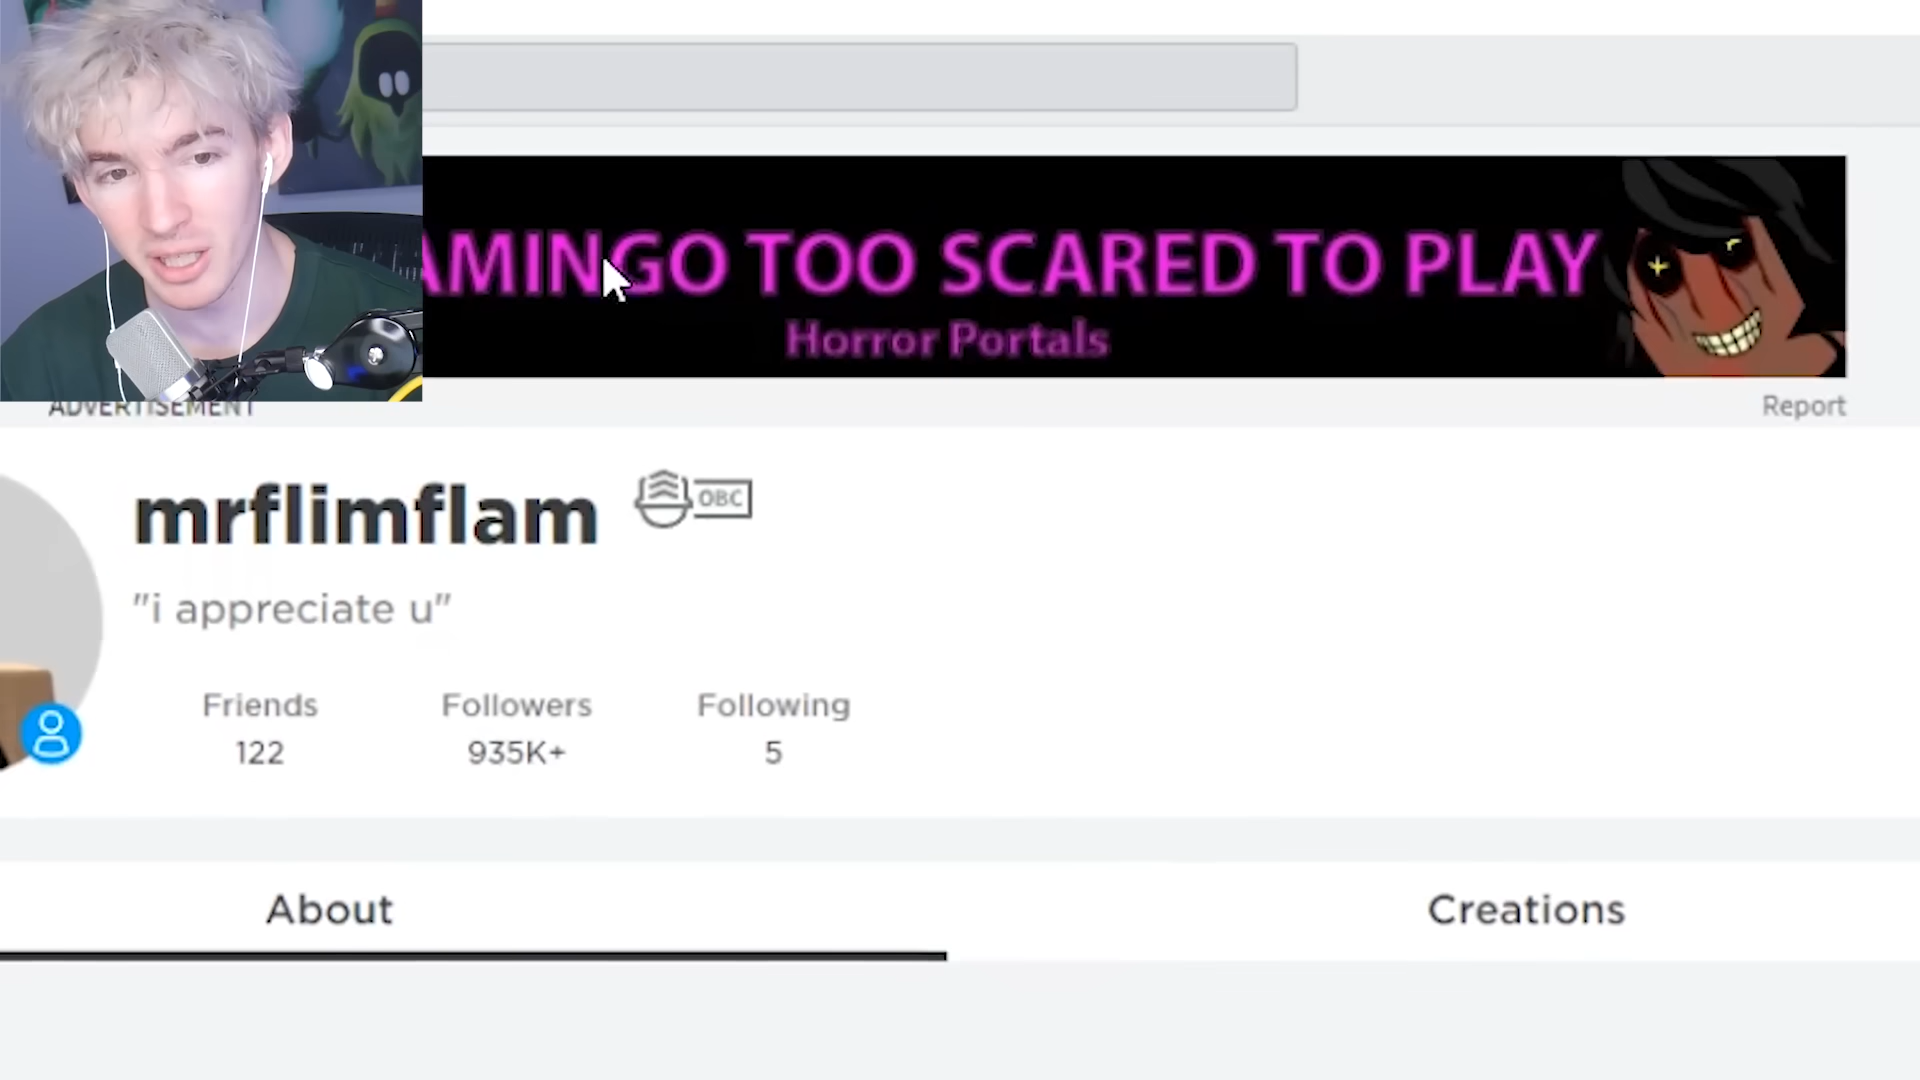 AMINGO TOO SCARED TO PLAY
Horror Portals
ADVERTISEMENT
Report
mrflimflam
OBC
"i appreciate u"
Friends Followers Following
122 935K+ 5
About Creations